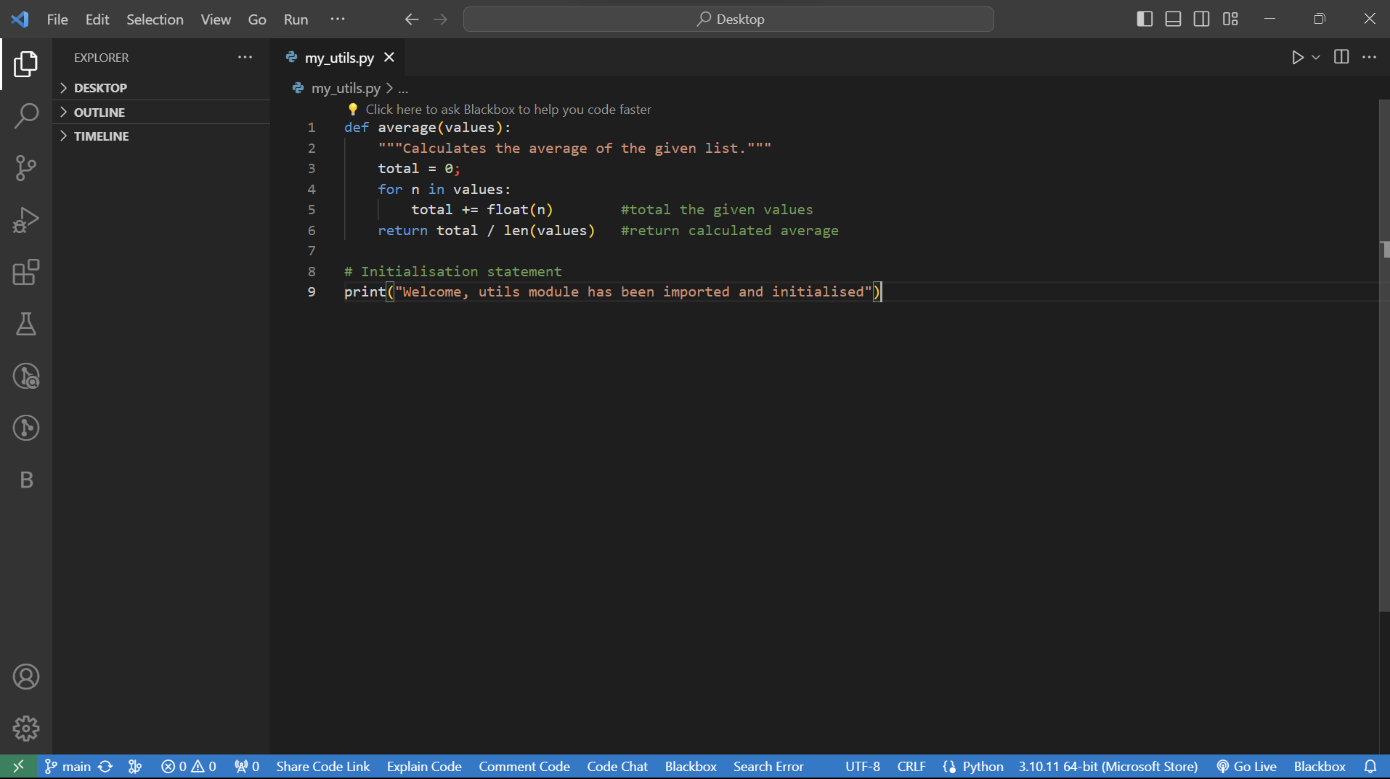 File Edit Selection View Go Run ··· Desktop
EXPLORER ···
DESKTOP
OUTLINE
TIMELINE
B
my_utils.py
my_utils.py > ...
Click here to ask Blackbox to help you code faster
1 def average(values):
2 """Calculates the average of the given list."""
3 total = 0;
4 for n in values:
5 total += float(n) #total the given values
6 return total / len(values) #return calculated average
7
8 # Initialisation statement
9 print("Welcome, utils module has been imported and initialised")
main 0 0 0 Share Code Link Explain Code Comment Code Code Chat Blackbox Search Error UTF-8 CRLF Python 3.10.11 64-bit (Microsoft Store) Go Live Blackbox